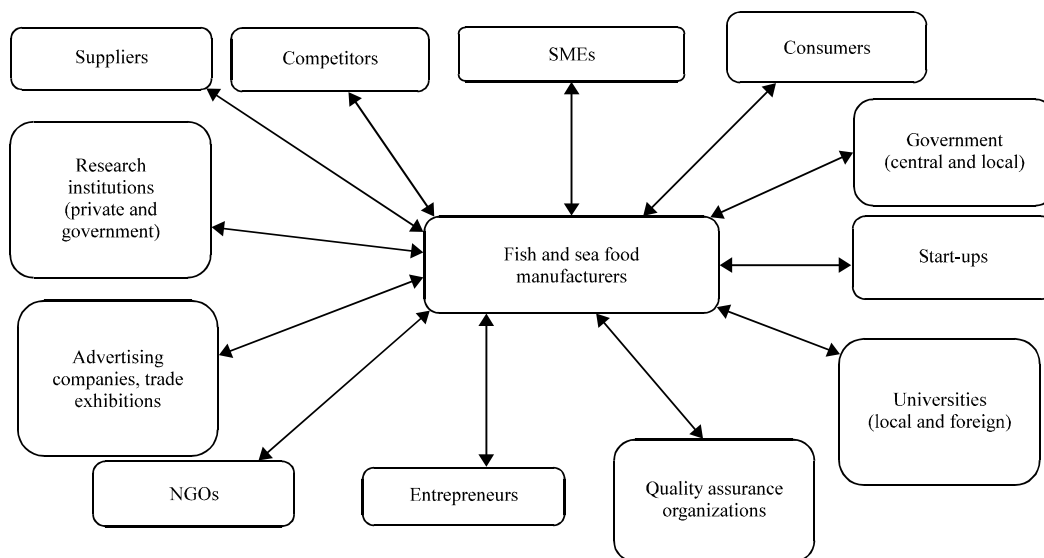 Suppliers
Competitors
SMEs
Consumers
Research
institutions
(private and
government)
Government
(central and local)
Fish and sea food
manufacturers
Start-ups
Advertising
companies, trade
exhibitions
Universities
(local and foreign)
NGOs
Entrepreneurs
Quality assurance
organizations